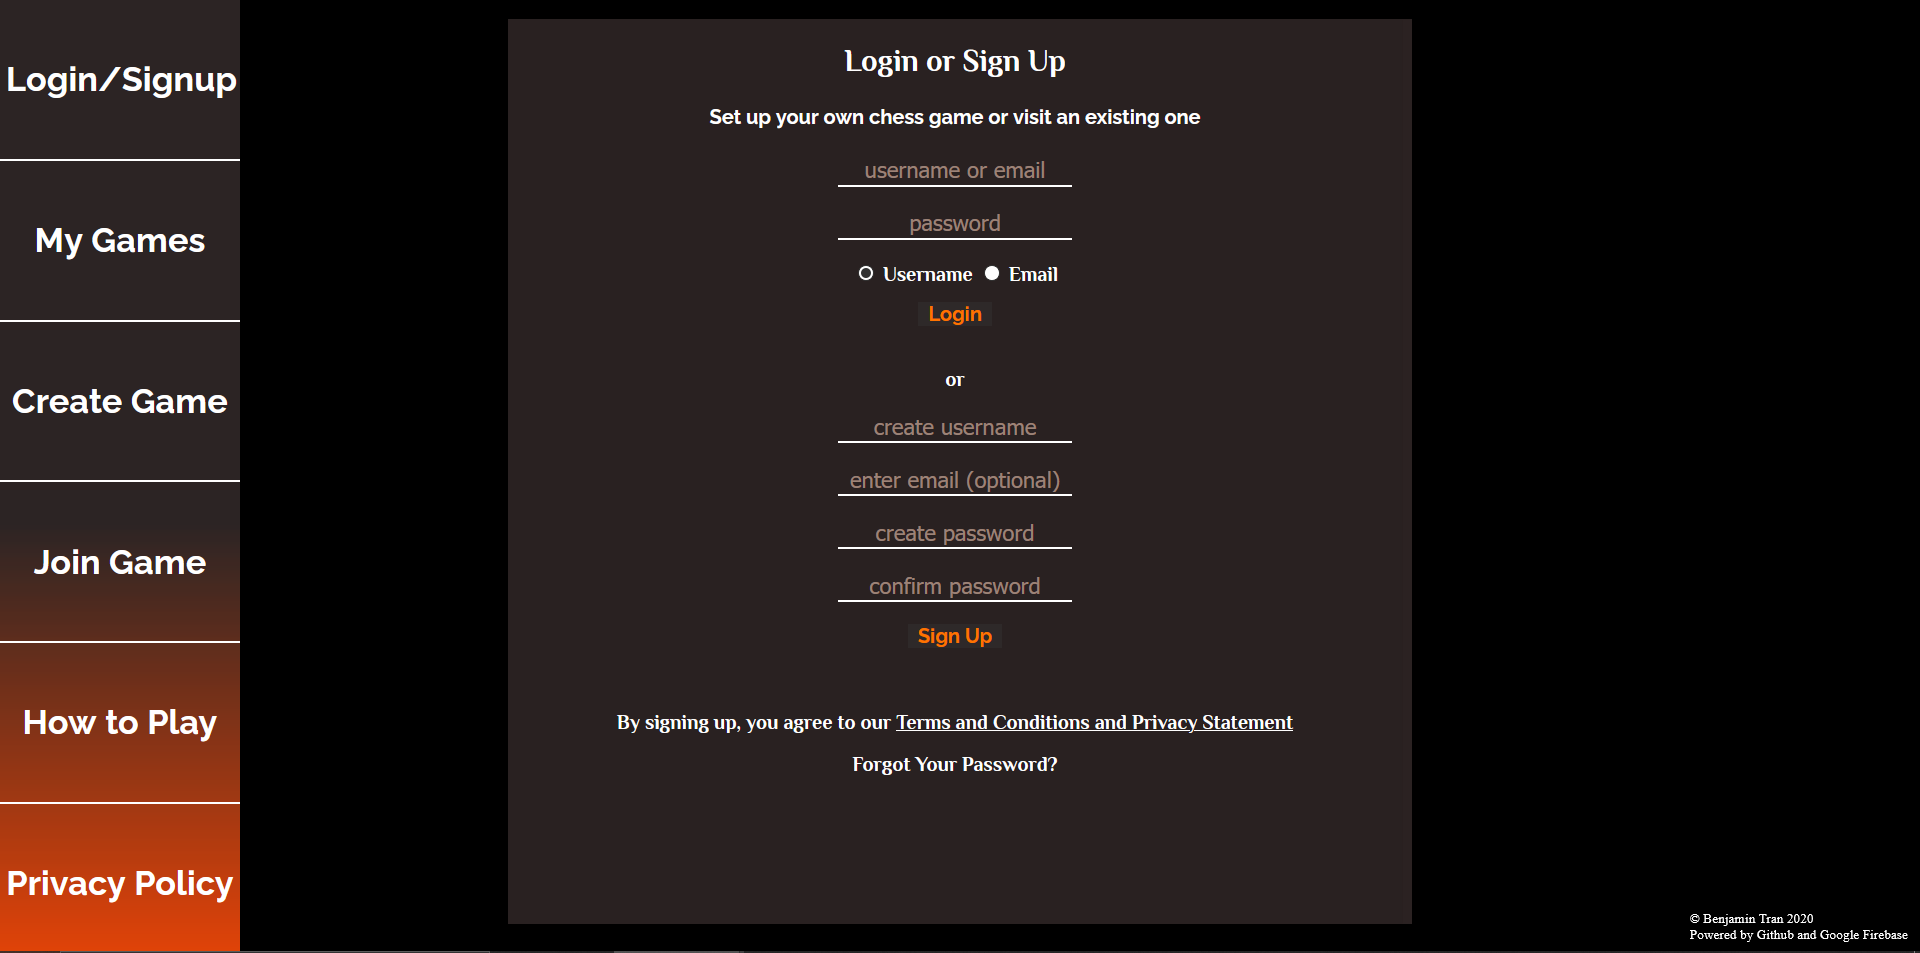 Login/Signup
My Games
Create Game
Join Game
How to Play
Privacy Policy
Login or Sign Up
Set up your own chess game or visit an existing one
username or email
password
Username Email
Login
or
create username
enter email (optional)
create password
confirm password
Sign Up
By signing up, you agree to our Terms and Conditions and Privacy Statement
Forgot Your Password?
© Benjamin Tran 2020
Powered by Github and Google Firebase